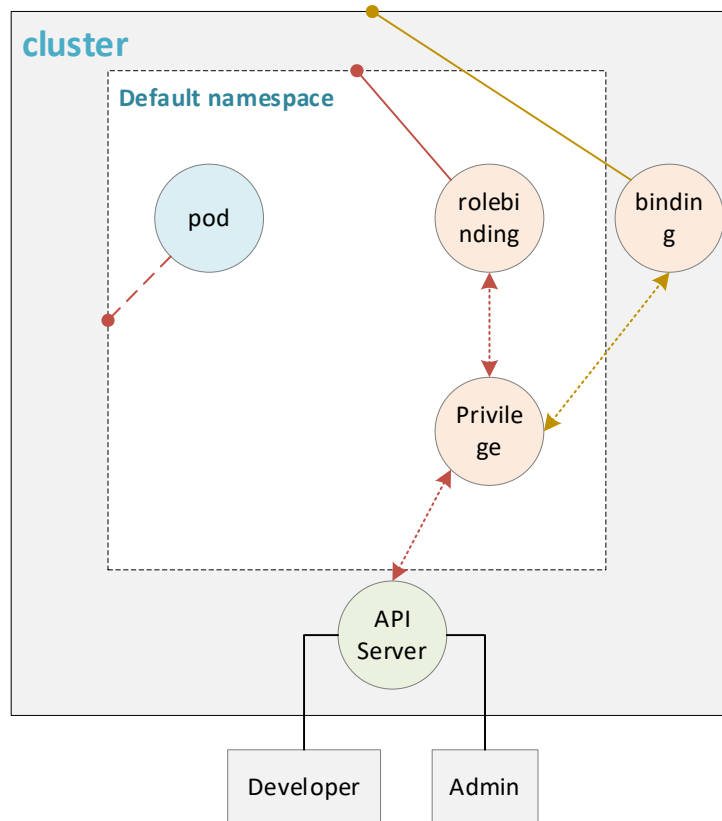 cluster
Default namespace
pod
rolebi
nding
bindin
g
Privile
ge
API
Server
Developer
Admin